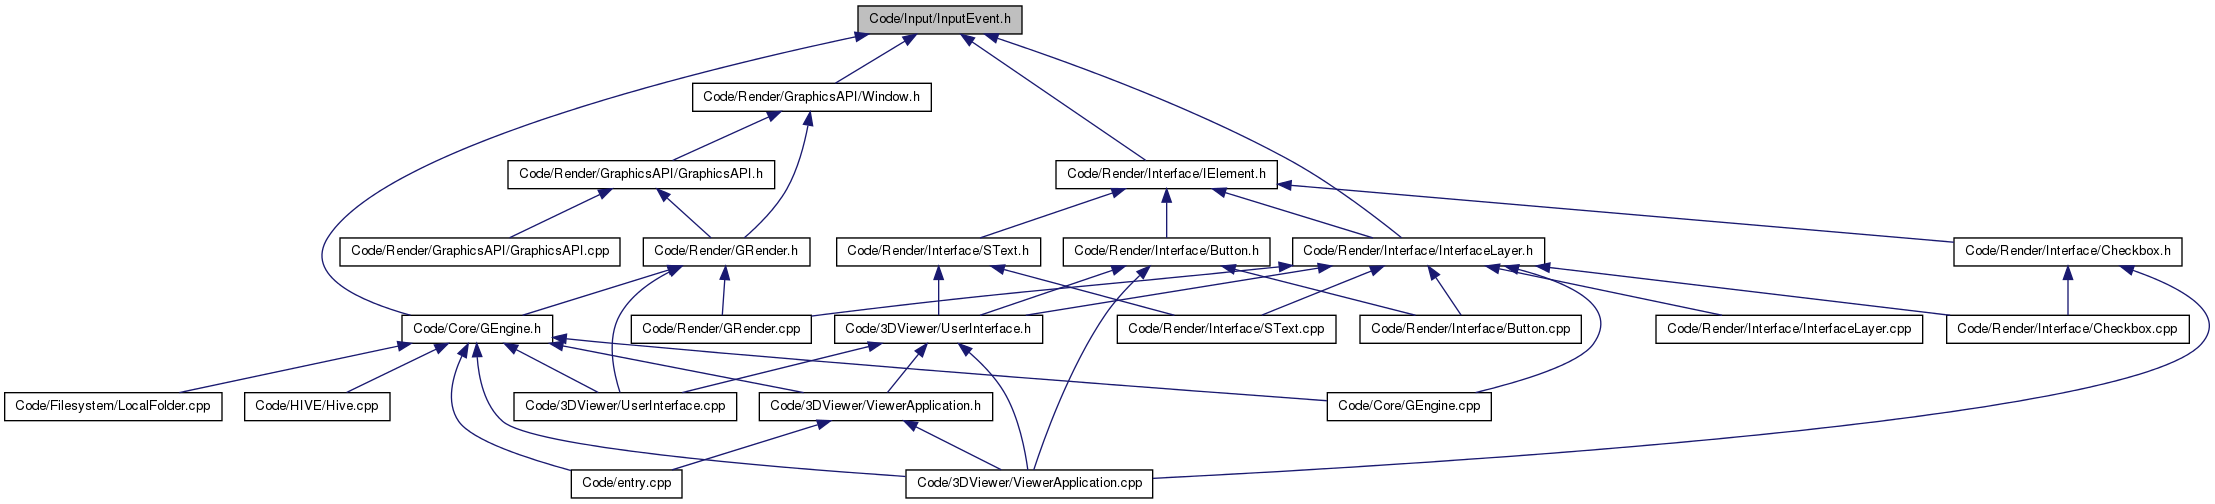 Code/Input/InputEvent.h
Code/Render/GraphicsAPI/Window.h
Code/Render/GraphicsAPI/GraphicsAPI.h
Code/Render/Interface/IElement.h
Code/Render/GraphicsAPI/GraphicsAPI.cpp
Code/Render/GRender.h
Code/Render/Interface/SText.h
Code/Render/Interface/Button.h
Code/Render/Interface/InterfaceLayer.h
Code/Render/Interface/Checkbox.h
Code/Core/GEngine.h
Code/Render/GRender.cpp
Code/3DViewer/UserInterface.h
Code/Render/Interface/SText.cpp
Code/Render/Interface/Button.cpp
Code/Render/Interface/InterfaceLayer.cpp
Code/Render/Interface/Checkbox.cpp
Code/Filesystem/LocalFolder.cpp
Code/HIVE/Hive.cpp
Code/3DViewer/UserInterface.cpp
Code/3DViewer/ViewerApplication.h
Code/Core/GEngine.cpp
Code/entry.cpp
Code/3DViewer/ViewerApplication.cpp